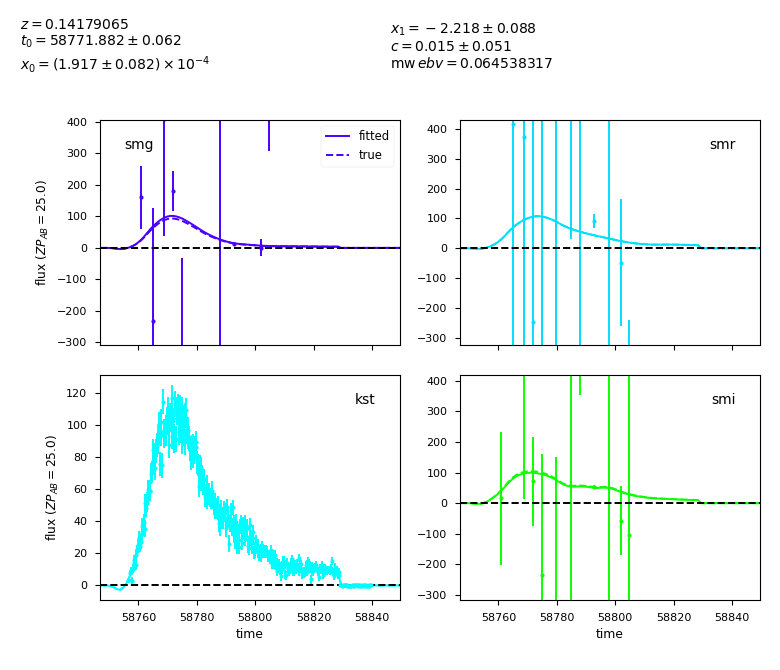 z = 0.14179065
t0 = 58771.882 ± 0.062
x0 = (1.917 ± 0.082) × 10^−4
x1 = −2.218 ± 0.088
c = 0.015 ± 0.051
mw ebv = 0.064538317
smg
fitted
true
400
300
200
100
0
−100
−200
−300
flux (ZP_AB = 25.0)
smr
400
300
200
100
0
−100
−200
−300
kst
120
100
80
60
40
20
0
flux (ZP_AB = 25.0)
58760 58780 58800 58820 58840
time
smi
400
300
200
100
0
−100
−200
−300
58760 58780 58800 58820 58840
time